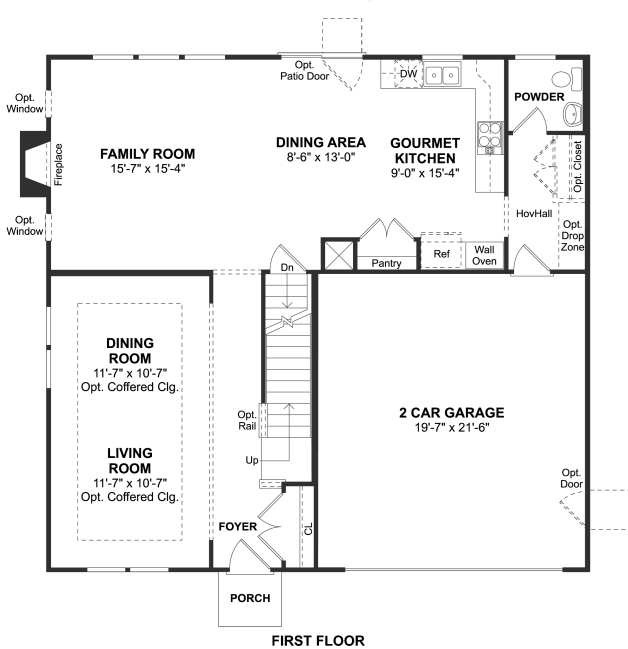 Opt.
Patio Door
DW
Opt.
Window
POWDER
FAMILY ROOM
15'-7" x 15'-4"
DINING AREA
8'-6" x 13'-0"
GOURMET
KITCHEN
9'-0" x 15'-4"
Fireplace
Opt. Closet
HovHall
Opt.
Window
Opt.
Drop
Zone
Dn
Pantry
Ref
Wall
Oven
DINING
ROOM
11'-7" x 10'-7"
Opt. Coffered Clg.
Opt.
Rail
2 CAR GARAGE
19'-7" x 21'-6"
LIVING
ROOM
11'-7" x 10'-7"
Opt. Coffered Clg.
Up
Opt.
Door
FOYER
CL
PORCH
FIRST FLOOR